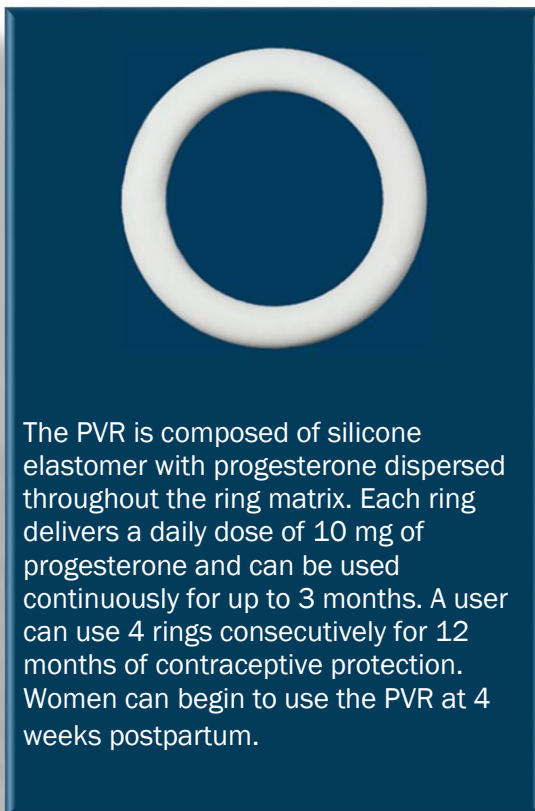 The PVR is composed of silicone
elastomer with progesterone dispersed
throughout the ring matrix. Each ring
delivers a daily dose of 10 mg of
progesterone and can be used
continuously for up to 3 months. A user
can use 4 rings consecutively for 12
months of contraceptive protection.
Women can begin to use the PVR at 4
weeks postpartum.